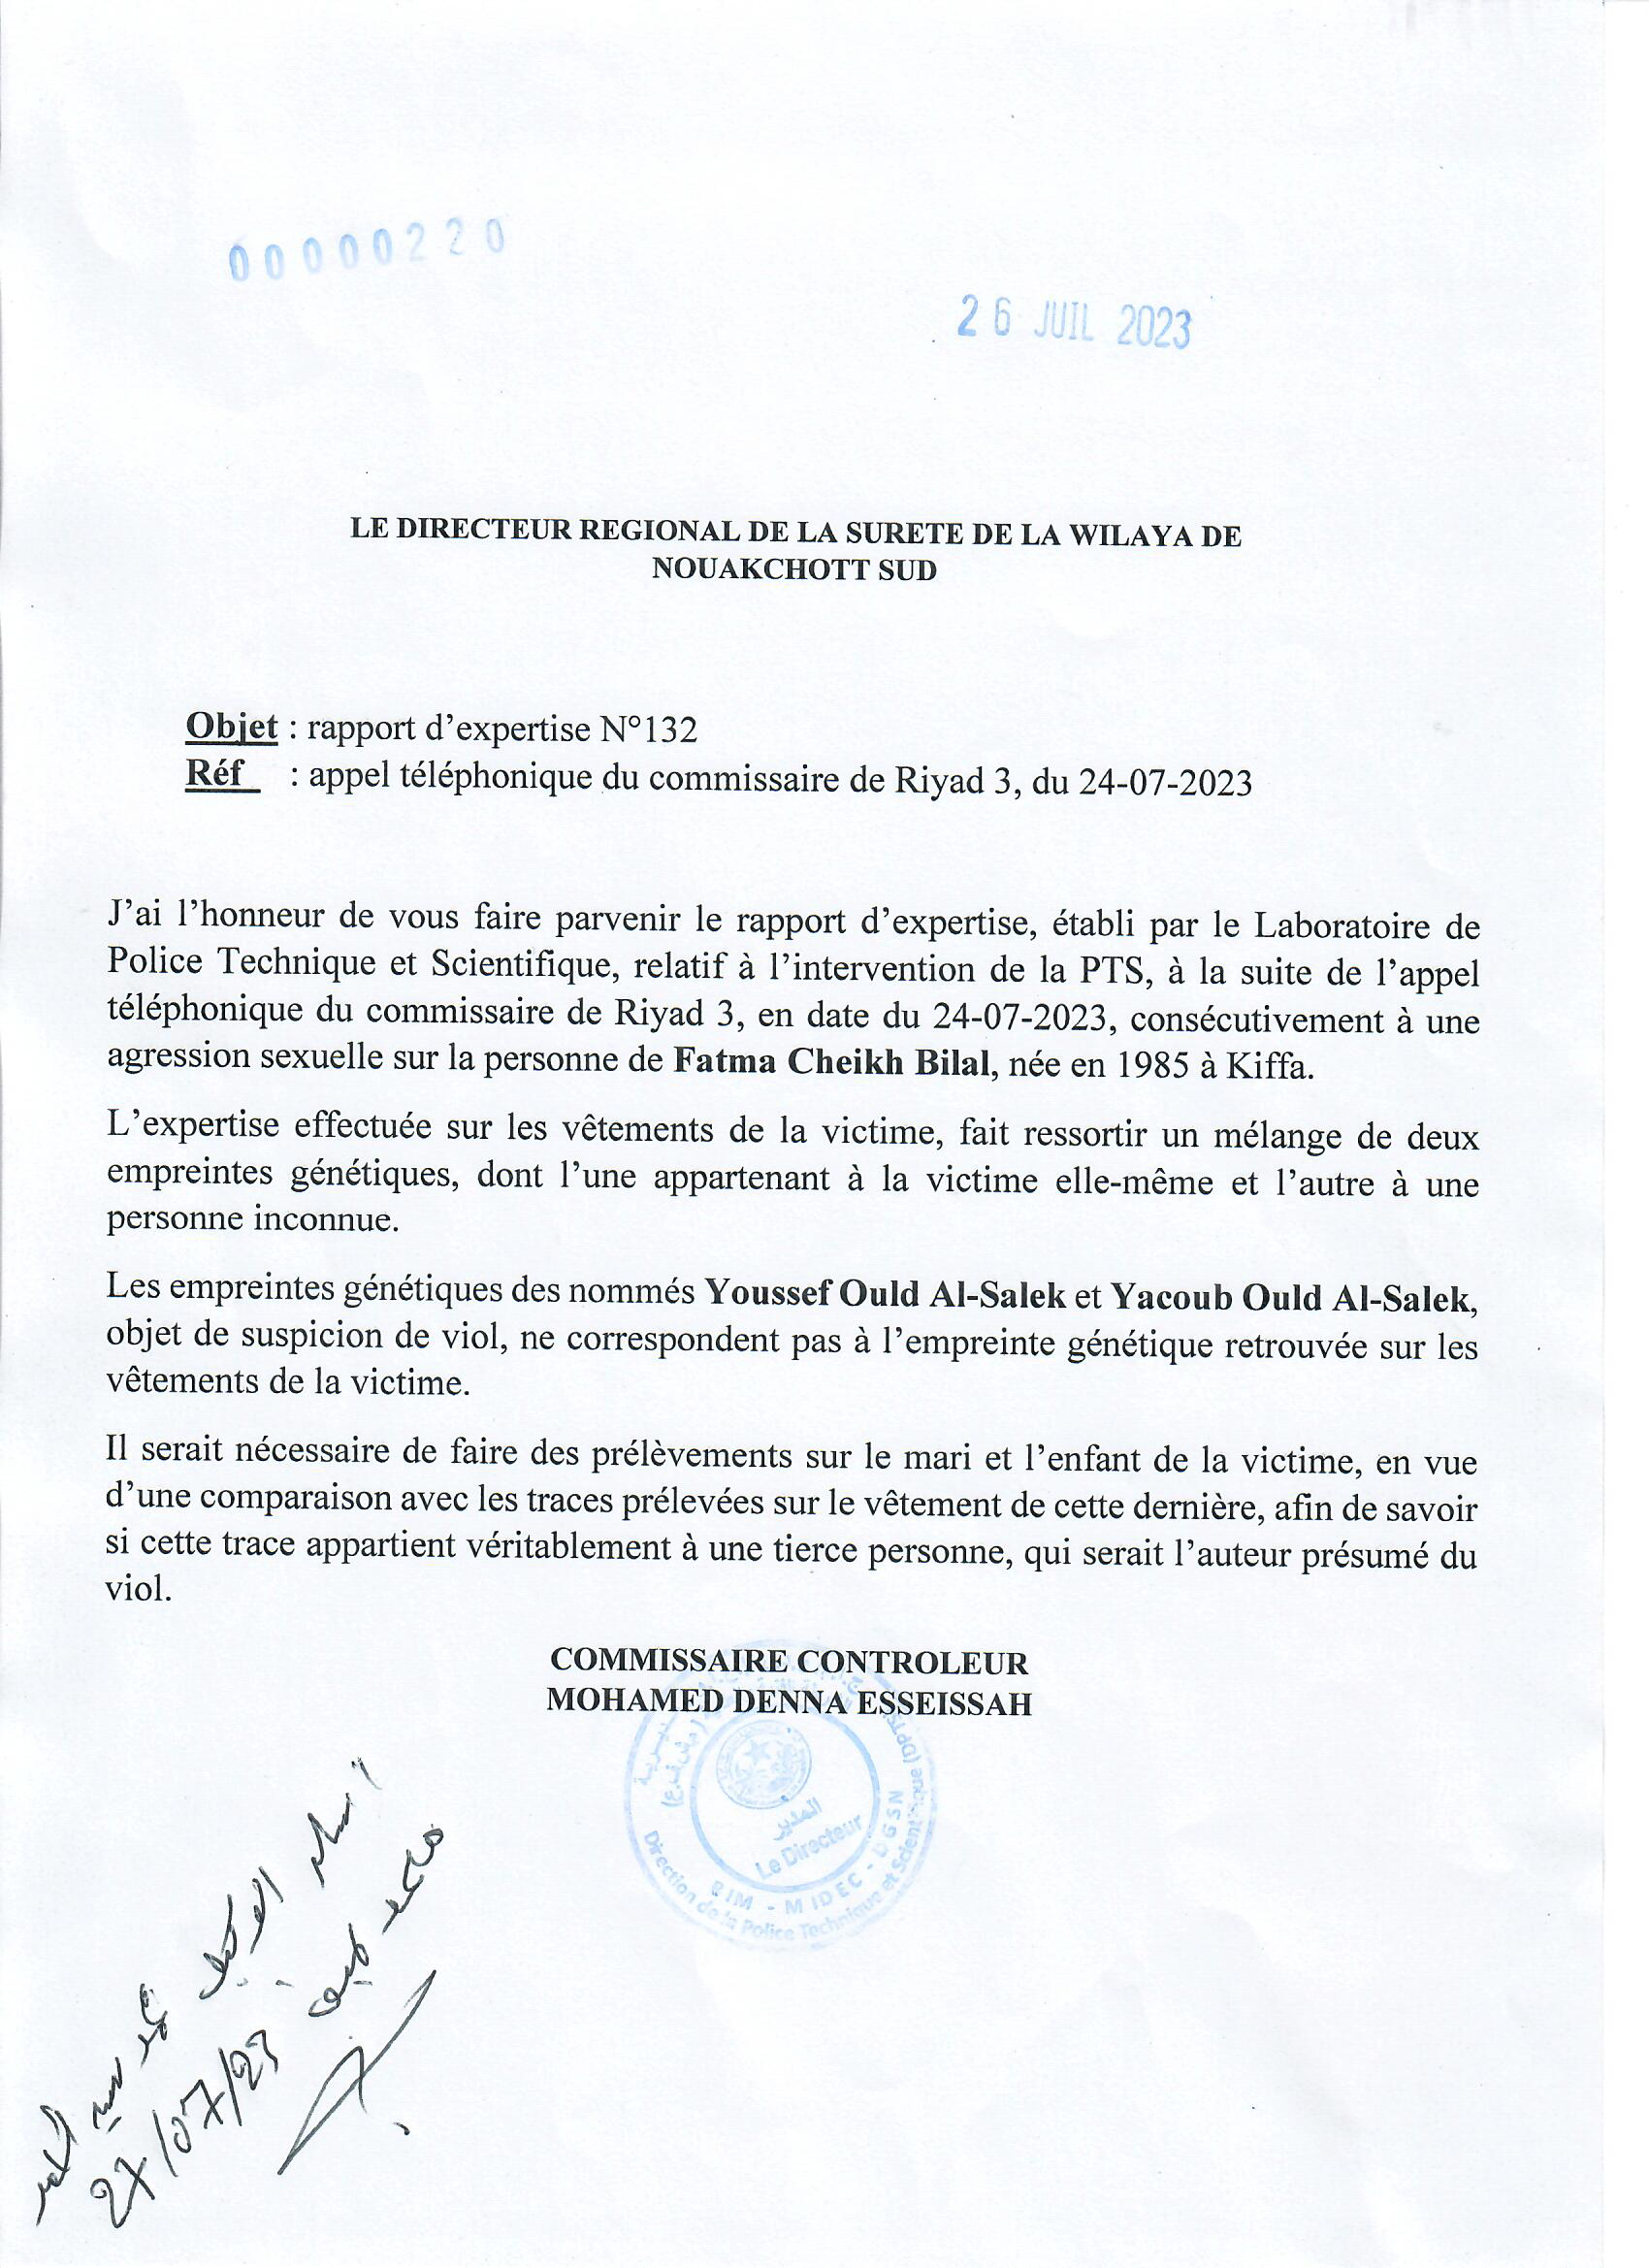 00000220
26 JUIL 2023
LE DIRECTEUR REGIONAL DE LA SURETE DE LA WILAYA DE
NOUAKCHOTT SUD
Objet : rapport d’expertise N°132
Réf : appel téléphonique du commissaire de Riyad 3, du 24-07-2023
J’ai l’honneur de vous faire parvenir le rapport d’expertise, établi par le Laboratoire de
Police Technique et Scientifique, relatif à l’intervention de la PTS, à la suite de l’appel
téléphonique du commissaire de Riyad 3, en date du 24-07-2023, consécutivement à une
agression sexuelle sur la personne de Fatma Cheikh Bilal, née en 1985 à Kiffa.
L’expertise effectuée sur les vêtements de la victime, fait ressortir un mélange de deux
empreintes génétiques, dont l’une appartenant à la victime elle-même et l’autre à une
personne inconnue.
Les empreintes génétiques des nommés Youssef Ould Al-Salek et Yacoub Ould Al-Salek,
objet de suspicion de viol, ne correspondent pas à l’empreinte génétique retrouvée sur les
vêtements de la victime.
Il serait nécessaire de faire des prélèvements sur le mari et l’enfant de la victime, en vue
d’une comparaison avec les traces prélevées sur le vêtement de cette dernière, afin de savoir
si cette trace appartient véritablement à une tierce personne, qui serait l’auteur présumé du
viol.
COMMISSAIRE CONTROLEUR
MOHAMED DENNA ESSEISSAH
المدير
Le Directeur
RIM - MIDEC - DGSN
Direction de la Police Technique et Scientifique (DPTS)
27/07/23